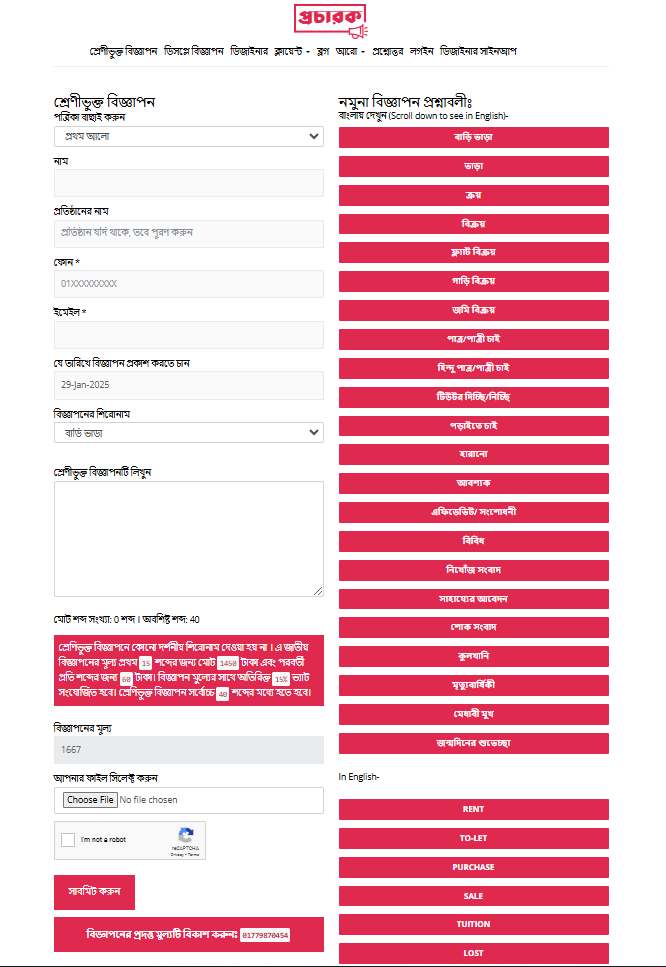 প্রচারক
শ্রেণীভুক্ত বিজ্ঞাপন ডিসপ্লে বিজ্ঞাপন ডিজাইনার ক্লায়েন্ট ব্লগ আরো প্রশ্নোত্তর লগইন ডিজাইনার সাইনআপ
শ্রেণীভুক্ত বিজ্ঞাপন
পত্রিকা বাছাই করুন
প্রথম আলো
নাম
প্রতিষ্ঠানের নাম
প্রতিষ্ঠান যদি থাকে, তবে পুরণ করুন
ফোন *
01XXXXXXXXX
ইমেইল *
যে তারিখে বিজ্ঞাপন প্রকাশ করতে চান
29-Jan-2025
বিজ্ঞাপনের শিরোনাম
বাড়ি ভাড়া
শ্রেণীভুক্ত বিজ্ঞাপনটি লিখুন
মোট শব্দ সংখ্যা: 0 শব্দ । অবশিষ্ট শব্দ: 40
শ্রেণিভুক্ত বিজ্ঞাপনে কোনো দর্শনীয় শিরোনাম দেওয়া হয় না । এ জাতীয়
বিজ্ঞাপনের মূল্য প্রথম 15 শব্দের জন্য মোট 1450 টাকা এবং পরবর্তী
প্রতি শব্দের জন্য 60 টাকা। বিজ্ঞাপন মূল্যের সাথে অতিরিক্ত 15% ভ্যাট
সংযোজিত হবে। শ্রেণিভুক্ত বিজ্ঞাপন সর্বোচ্চ 40 শব্দের মধ্যে হতে হবে।
বিজ্ঞাপনের মূল্য
1667
আপনার ফাইল সিলেক্ট করুন
Choose File No file chosen
I'm not a robot
reCAPTCHA
Privacy - Terms
সাবমিট করুন
বিজ্ঞাপনের প্রদত্ত মূল্যটি বিকাশ করুন: 01779870454
নমুনা বিজ্ঞাপন প্রশ্নাবলীঃ
বাংলায় দেখুন (Scroll down to see in English)-
বাড়ি ভাড়া
ভাড়া
ক্রয়
বিক্রয়
ফ্ল্যাট বিক্রয়
গাড়ি বিক্রয়
জমি বিক্রয়
পাত্র/পাত্রী চাই
হিন্দু পাত্র/পাত্রী চাই
টিউটর দিচ্ছি/নিচ্ছি
পড়াইতে চাই
হারানো
আবশ্যক
এফিডেভিট/ সংশোধনী
বিবিধ
নিখোঁজ সংবাদ
সাহায্যের আবেদন
শোক সংবাদ
কুলখানি
মৃত্যুবার্ষিকী
মেধাবী মুখ
জন্মদিনের শুভেচ্ছা
In English-
RENT
TO-LET
PURCHASE
SALE
TUITION
LOST